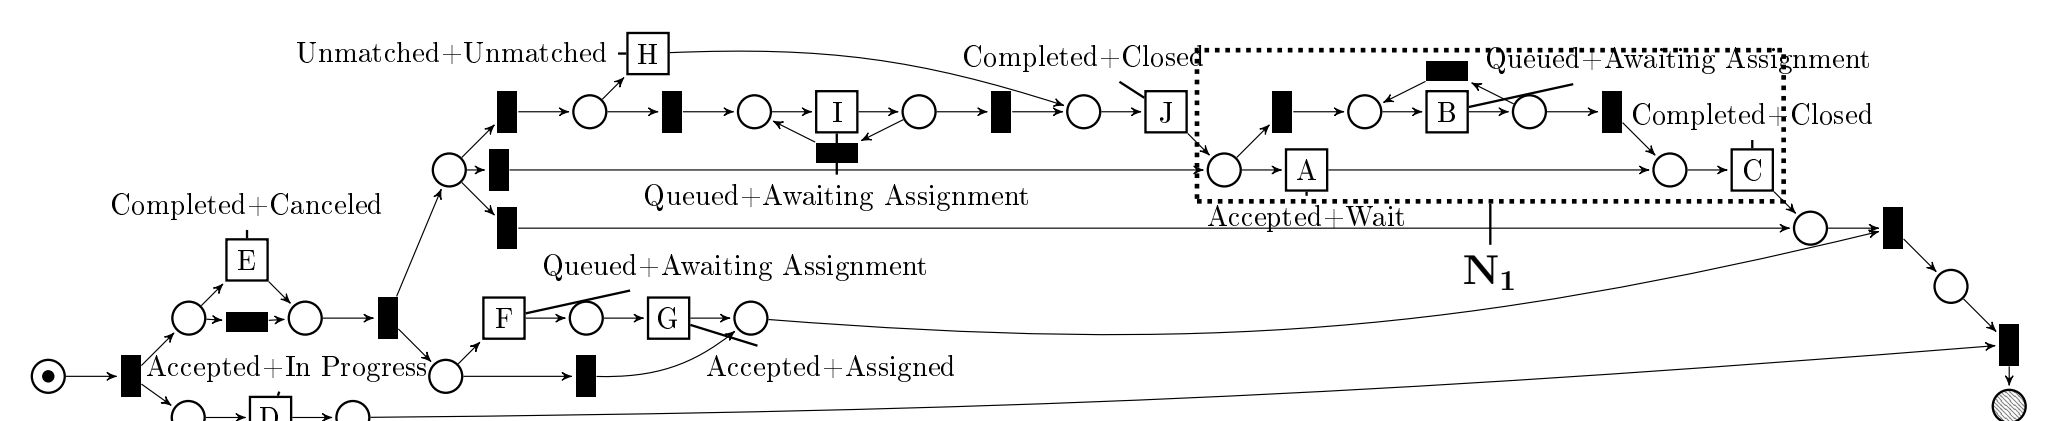 Unmatched+Unmatched
H
Completed+Closed
Queued+Awaiting Assignment
I
J
B
Completed+Closed
A
C
Queued+Awaiting Assignment
Completed+Canceled
Accepted+Wait
E
Queued+Awaiting Assignment
N1
F
G
Accepted+In Progress
Accepted+Assigned
D